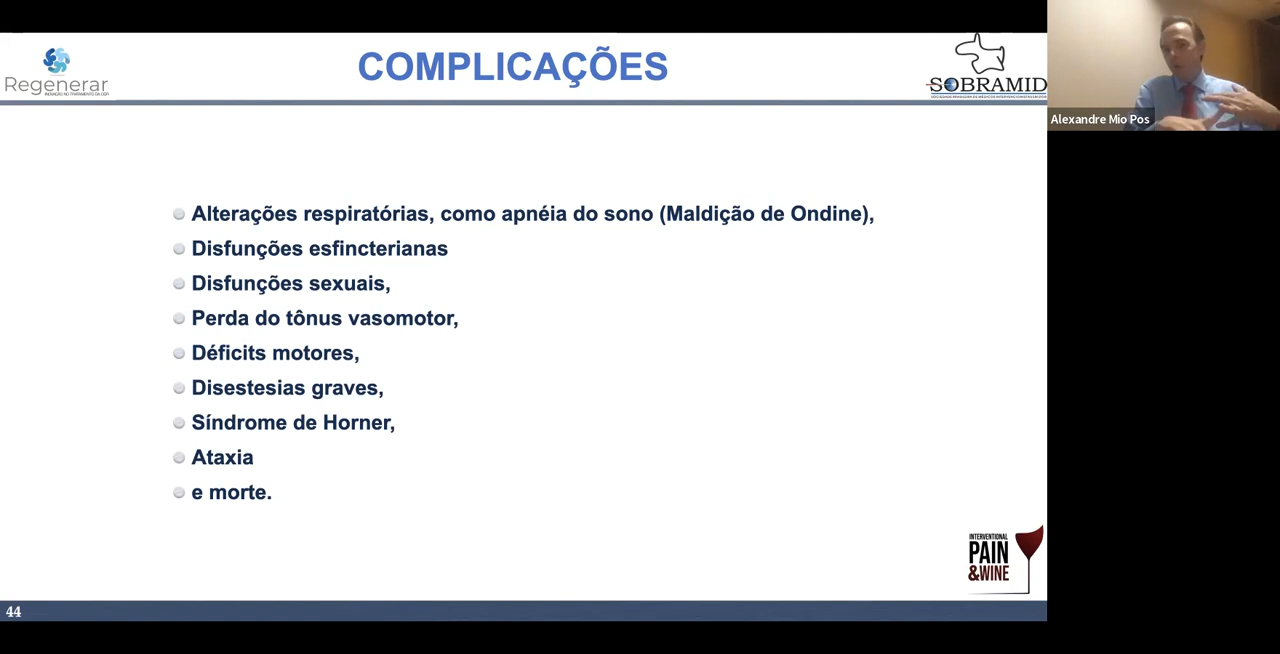 Regenerar
COMPLICAÇÕES
SOBRAMID
Alexandre Mio Pos
Alterações respiratórias, como apnéia do sono (Maldição de Ondine),
Disfunções esfincterianas
Disfunções sexuais,
Perda do tônus vasomotor,
Déficits motores,
Disestesias graves,
Síndrome de Horner,
Ataxia
e morte.
INTERVENTIONAL
PAIN
&WINE
44